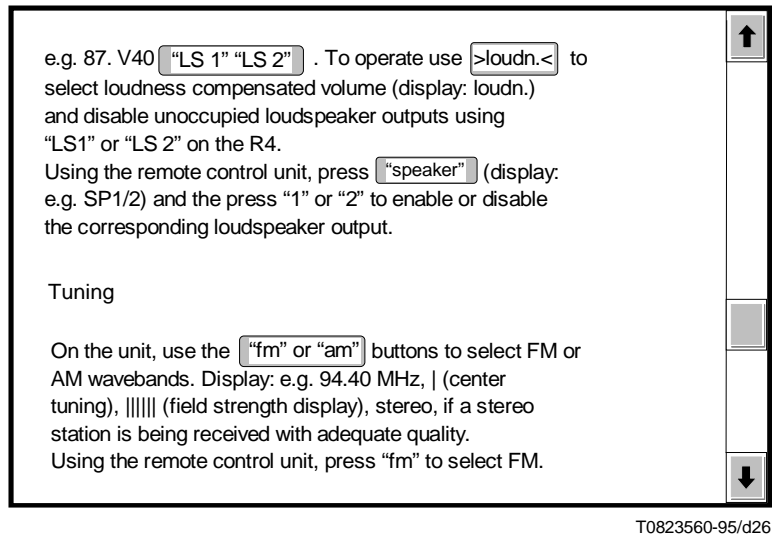 e.g. 87. V40 “LS 1” “LS 2” . To operate use >loudn.< to
select loudness compensated volume (display: loudn.)
and disable unoccupied loudspeaker outputs using
“LS1” or “LS 2” on the R4.
Using the remote control unit, press “speaker” (display:
e.g. SP1/2) and the press “1” or “2” to enable or disable
the corresponding loudspeaker output.
Tuning
On the unit, use the “fm” or “am” buttons to select FM or
AM wavebands. Display: e.g. 94.40 MHz, | (center
tuning), |||||| (field strength display), stereo, if a stereo
station is being received with adequate quality.
Using the remote control unit, press “fm” to select FM.
T0823560-95/d26